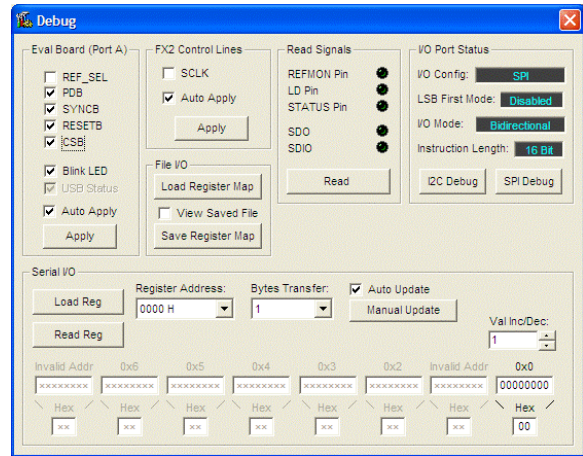 Debug
Eval Board (Port A)
REF_SEL
PDB
SYNCB
RESETB
CSB
Blink LED
USB Status
Auto Apply
Apply
FX2 Control Lines
SCLK
Auto Apply
Apply
File I/O
Load Register Map
View Saved File
Save Register Map
Read Signals
REFMON Pin
LD Pin
STATUS Pin
SDO
SDIO
Read
I/O Port Status
I/O Config: SPI
LSB First Mode: Disabled
I/O Mode: Bidirectional
Instruction Length: 16 Bit
I2C Debug SPI Debug
Serial I/O
Load Reg
Read Reg
Register Address:
0000 H
Bytes Transfer:
1
Auto Update
Manual Update
Val Inc/Dec:
1
Invalid Addr 0x6 0x5 0x4 0x3 0x2 Invalid Addr 0x0
xxxxxxxx xxxxxxxx xxxxxxxx xxxxxxxx xxxxxxxx xxxxxxxx xxxxxxxx 00000000
Hex Hex Hex Hex Hex Hex Hex Hex
xx xx xx xx xx xx xx 00